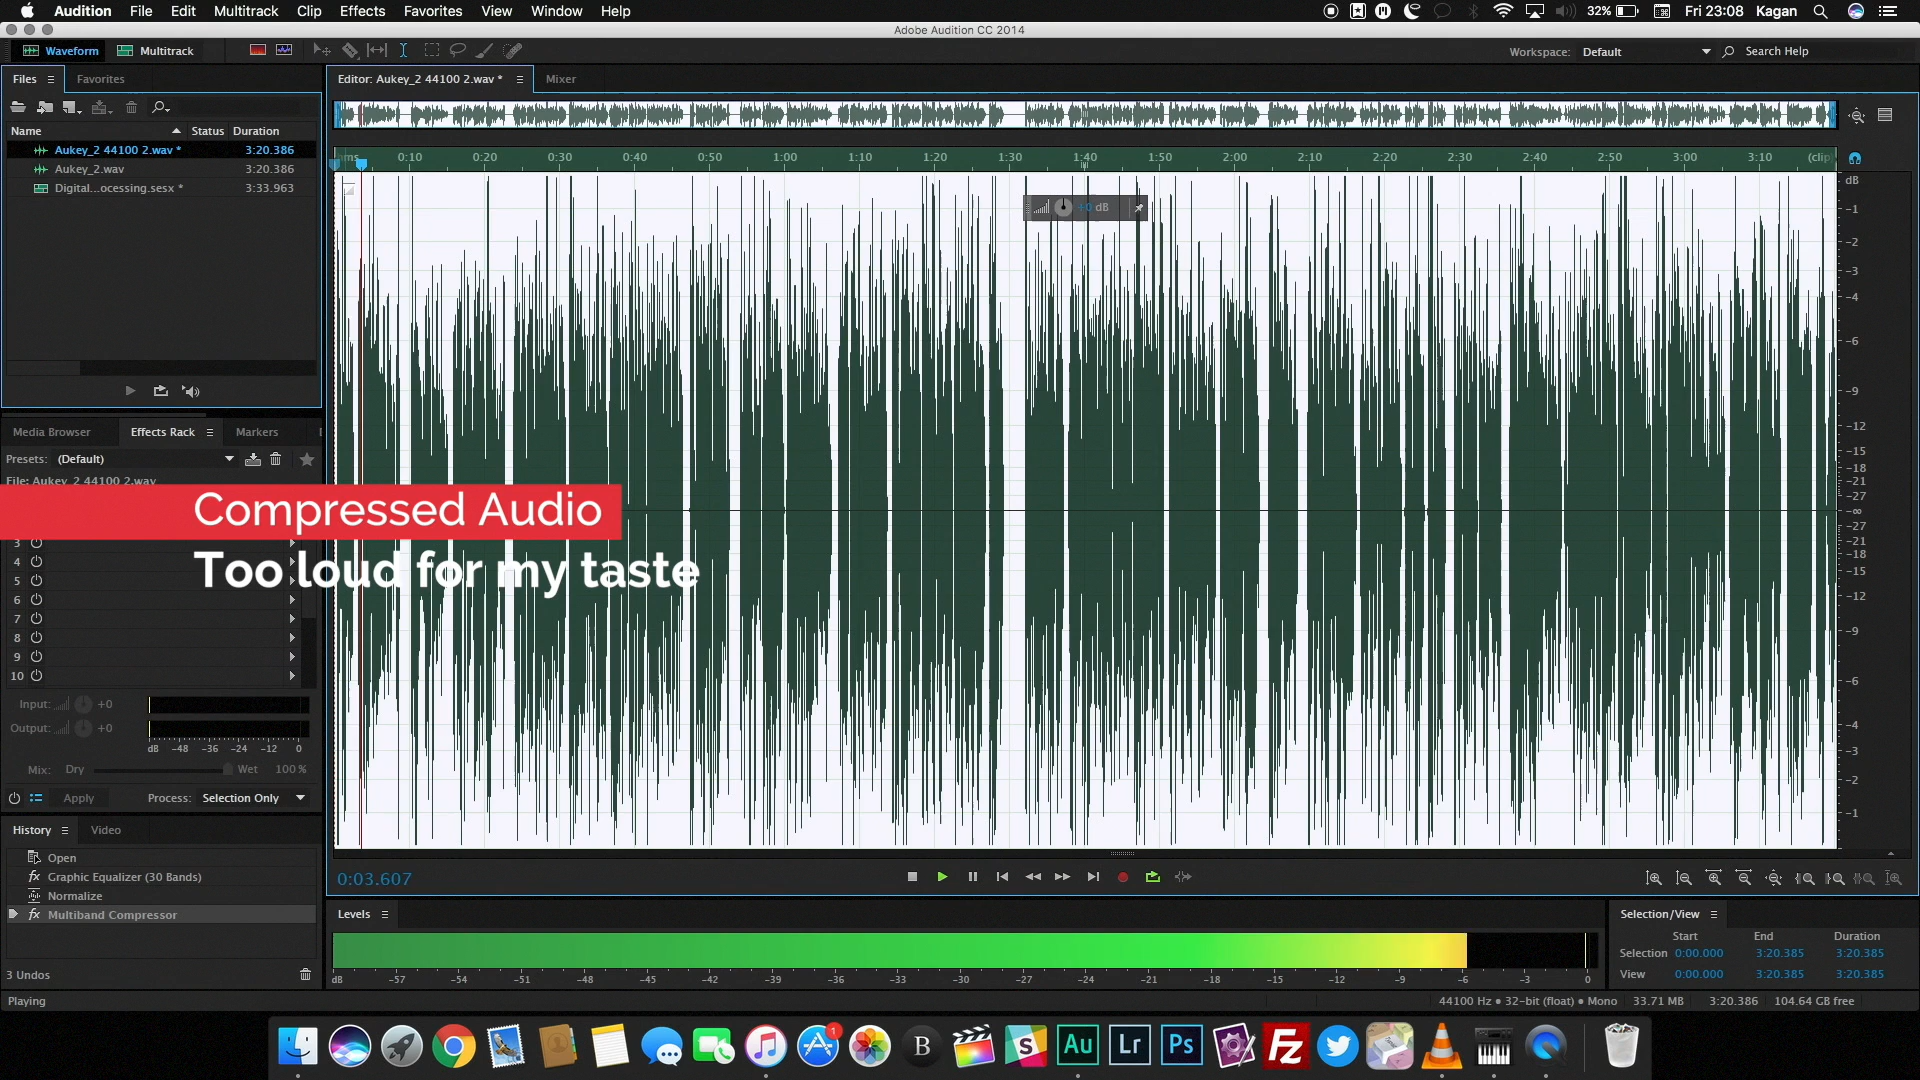 Audition File Edit Multitrack Clip Effects Favorites View Window Help 32% Fri 23:08 Kagan
Adobe Audition CC 2014
Waveform Multitrack Workspace: Default Search Help
Files Favorites
Editor: Aukey_2 44100 2.wav * Mixer
Name Status Duration
Aukey_2 44100 2.wav * 3:20.386
Aukey_2.wav 3:20.386
Digital...ocessing.sesx * 3:33.963
hms 0:10 0:20 0:30 0:40 0:50 1:00 1:10 1:20 1:30 1:40 1:50 2:00 2:10 2:20 2:30 2:40 2:50 3:00 3:10 (clip)
+0 dB
dB
-1
-2
-3
-4
-6
-9
-12
-15
-18
-21
-27
-∞
-27
-21
-18
-15
-12
-9
-6
-4
-3
-2
-1
Media Browser Effects Rack Markers
Presets: (Default)
File: Aukey_2 44100 2.wav
Compressed Audio
Too loud for my taste
3
4
5
6
7
8
9
10
Input: +0
Output: +0
dB -48 -36 -24 -12 0
Mix: Dry Wet 100 %
Apply Process: Selection Only
History Video
Open
Graphic Equalizer (30 Bands)
Normalize
Multiband Compressor
3 Undos
Playing
0:03.607
Levels
dB -57 -54 -51 -48 -45 -42 -39 -36 -33 -30 -27 -24 -21 -18 -15 -12 -9 -6 -3 0
Selection/View
Start End Duration
Selection 0:00.000 3:20.385 3:20.385
View 0:00.000 3:20.385 3:20.385
44100 Hz • 32-bit (float) • Mono 33.71 MB 3:20.386 104.64 GB free
1
B S Au Lr Ps Fz